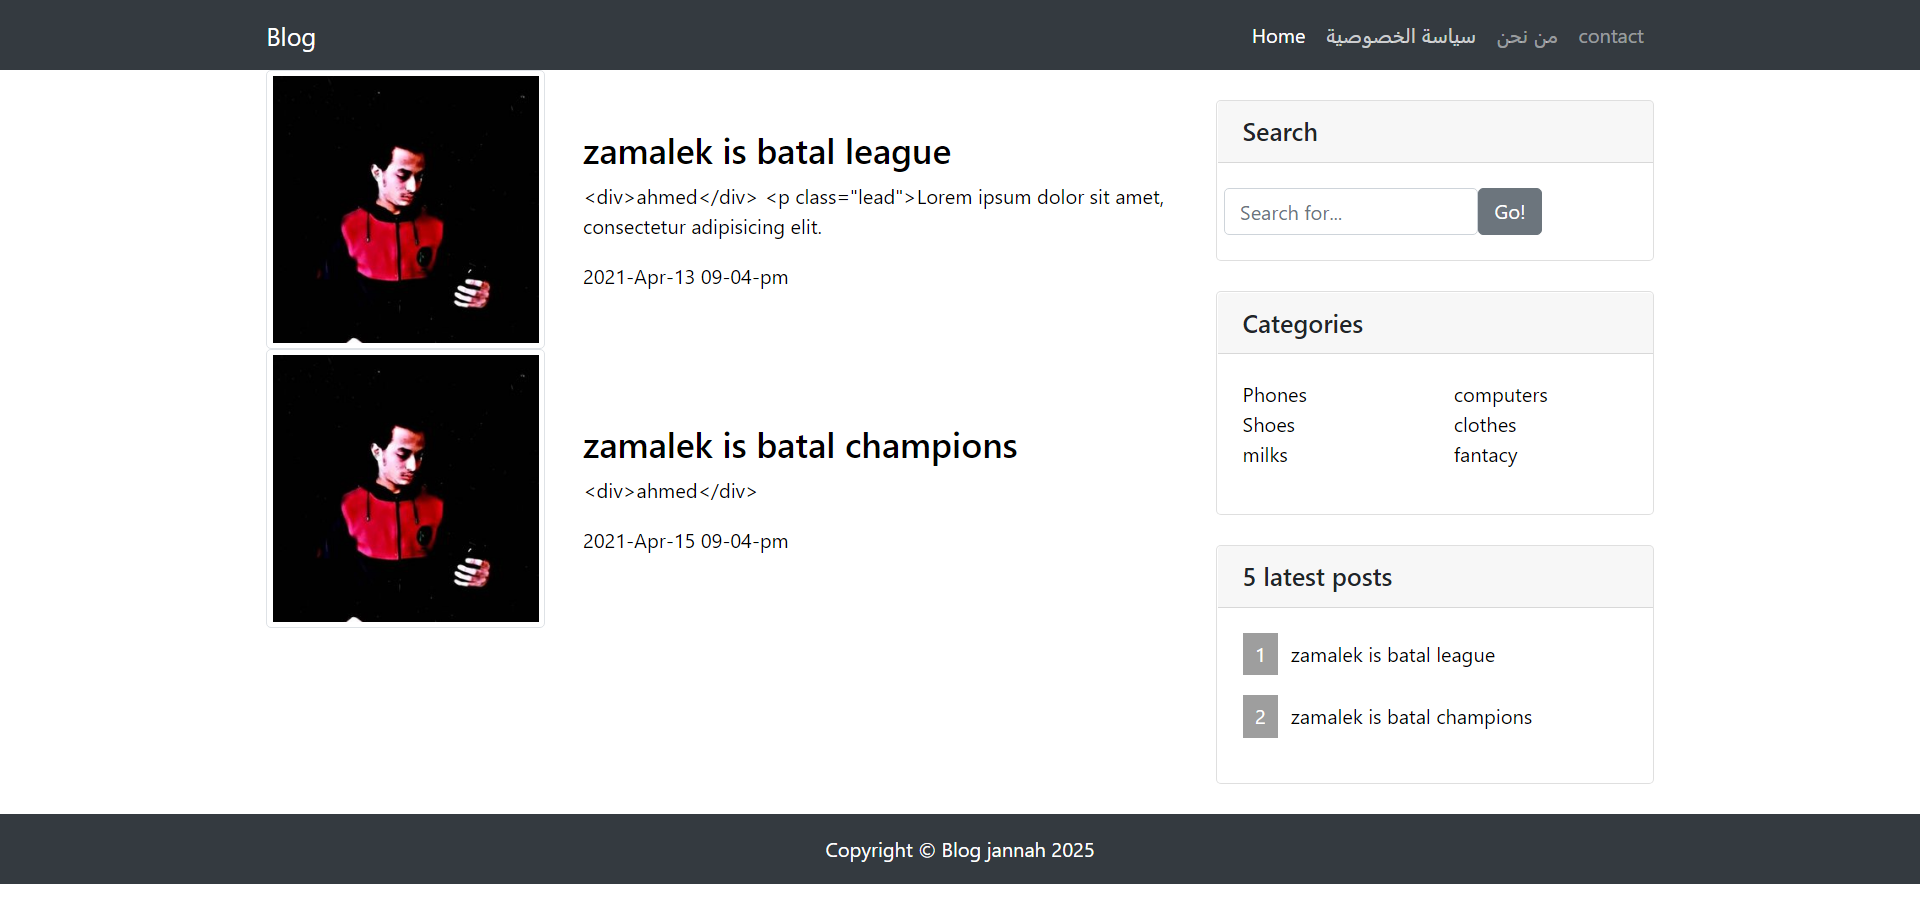 Blog
Home
سياسة الخصوصية
من نحن
contact
zamalek is batal league
<div>ahmed</div> <p class="lead">Lorem ipsum dolor sit amet,
consectetur adipisicing elit.
2021-Apr-13 09-04-pm
zamalek is batal champions
<div>ahmed</div>
2021-Apr-15 09-04-pm
Search
Search for...
Go!
Categories
Phones
Shoes
milks
computers
clothes
fantacy
5 latest posts
1 zamalek is batal league
2 zamalek is batal champions
Copyright © Blog jannah 2025